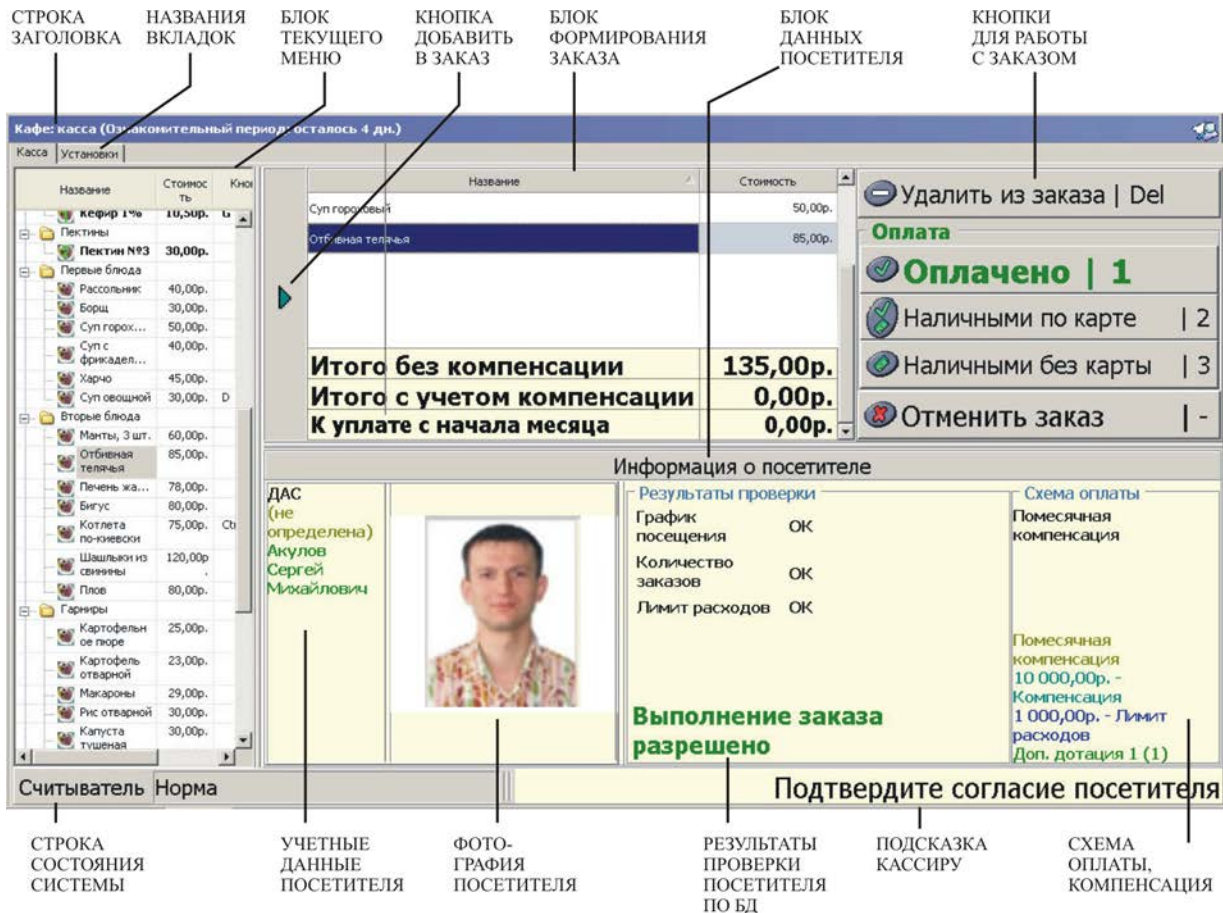 СТРОКА
ЗАГОЛОВКА
НАЗВАНИЯ
ВКЛАДОК
БЛОК
ТЕКУЩЕГО
МЕНЮ
КНОПКА
ДОБАВИТЬ
В ЗАКАЗ
БЛОК
ФОРМИРОВАНИЯ
ЗАКАЗА
БЛОК
ДАННЫХ
ПОСЕТИТЕЛЯ
КНОПКИ
ДЛЯ РАБОТЫ
С ЗАКАЗОМ
Кафе: касса (Ознакомительный период: осталось 4 дн.)
Касса Установки
Название Стоимос
ть
Кног
Кефир 1% 10,50р. G
Пектины
Пектин №3 30,00р.
Первые блюда
Рассольник 40,00р.
Борщ 30,00р.
Суп горох... 50,00р.
Суп с 40,00р.
фрикадел...
Харчо 45,00р.
Суп овощной 30,00р. D
Вторые блюда
Манты, 3 шт. 60,00р.
Отбивная 85,00р.
телячья
Печень жа... 78,00р.
Бигус 80,00р.
Котлета 75,00р. Ctı
по-киевски
Шашлыки из 120,00р
свинины .
Плов 80,00р.
Гарниры
Картофельн 25,00р.
ое пюре
Картофель 23,00р.
отварной
Макароны 29,00р.
Рис отварной 30,00р.
Капуста 30,00р.
тушеная
Название Стоимость
Суп гороховый 50,00р.
Отбивная телячья 85,00р.
Итого без компенсации 135,00р.
Итого с учетом компенсации 0,00р.
К уплате с начала месяца 0,00р.
Удалить из заказа | Del
Оплата
Оплачено | 1
Наличными по карте | 2
Наличными без карты | 3
Отменить заказ | -
Информация о посетителе
ДАС
(не
определена)
Акулов
Сергей
Михайлович
Результаты проверки
График
посещения ОК
Количество
заказов ОК
Лимит расходов ОК
Выполнение заказа
разрешено
Схема оплаты
Помесячная
компенсация
Помесячная
компенсация
10 000,00р. -
Компенсация
1 000,00р. - Лимит
расходов
Доп. дотация 1 (1)
Считыватель Норма
Подтвердите согласие посетителя
СТРОКА
СОСТОЯНИЯ
СИСТЕМЫ
УЧЕТНЫЕ
ДАННЫЕ
ПОСЕТИТЕЛЯ
ФОТО-
ГРАФИЯ
ПОСЕТИТЕЛЯ
РЕЗУЛЬТАТЫ
ПРОВЕРКИ
ПОСЕТИТЕЛЯ
ПО БД
ПОДСКАЗКА
КАССИРУ
СХЕМА
ОПЛАТЫ,
КОМПЕНСАЦИЯ